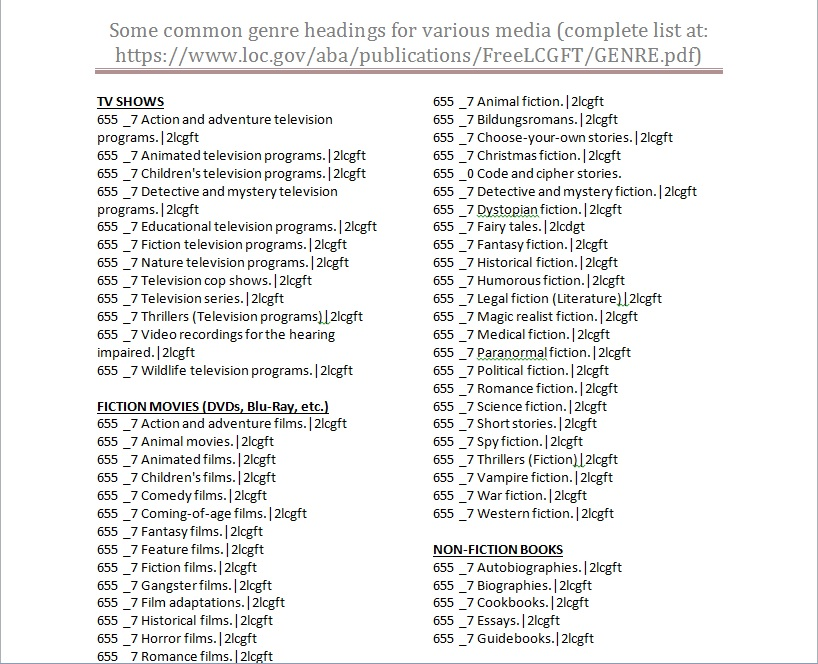 Some common genre headings for various media (complete list at:
https://www.loc.gov/aba/publications/FreeLCGFT/GENRE.pdf)
TV SHOWS
655 _7 Action and adventure television
programs.|2lcgft
655 _7 Animated television programs.|2lcgft
655 _7 Children's television programs.|2lcgft
655 _7 Detective and mystery television
programs.|2lcgft
655 _7 Educational television programs.|2lcgft
655 _7 Fiction television programs.|2lcgft
655 _7 Nature television programs.|2lcgft
655 _7 Television cop shows.|2lcgft
655 _7 Television series.|2lcgft
655 _7 Thrillers (Television programs)|2lcgft
655 _7 Video recordings for the hearing
impaired.|2lcgft
655 _7 Wildlife television programs.|2lcgft
FICTION MOVIES (DVDs, Blu-Ray, etc.)
655 _7 Action and adventure films.|2lcgft
655 _7 Animal movies.|2lcgft
655 _7 Animated films.|2lcgft
655 _7 Children's films.|2lcgft
655 _7 Comedy films.|2lcgft
655 _7 Coming-of-age films.|2lcgft
655 _7 Fantasy films.|2lcgft
655 _7 Feature films.|2lcgft
655 _7 Fiction films.|2lcgft
655 _7 Gangster films.|2lcgft
655 _7 Film adaptations.|2lcgft
655 _7 Historical films.|2lcgft
655 _7 Horror films.|2lcgft
655 _7 Romance films.|2lcgft
655 _7 Animal fiction.|2lcgft
655 _7 Bildungsromans.|2lcgft
655 _7 Choose-your-own stories.|2lcgft
655 _7 Christmas fiction.|2lcgft
655 _0 Code and cipher stories.
655 _7 Detective and mystery fiction.|2lcgft
655 _7 Dystopian fiction.|2lcgft
655 _7 Fairy tales.|2lcdgt
655 _7 Fantasy fiction.|2lcgft
655 _7 Historical fiction.|2lcgft
655 _7 Humorous fiction.|2lcgft
655 _7 Legal fiction (Literature)|2lcgft
655 _7 Magic realist fiction.|2lcgft
655 _7 Medical fiction.|2lcgft
655 _7 Paranormal fiction.|2lcgft
655 _7 Political fiction.|2lcgft
655 _7 Romance fiction.|2lcgft
655 _7 Science fiction.|2lcgft
655 _7 Short stories.|2lcgft
655 _7 Spy fiction.|2lcgft
655 _7 Thrillers (Fiction)|2lcgft
655 _7 Vampire fiction.|2lcgft
655 _7 War fiction.|2lcgft
655 _7 Western fiction.|2lcgft
NON-FICTION BOOKS
655 _7 Autobiographies.|2lcgft
655 _7 Biographies.|2lcgft
655 _7 Cookbooks.|2lcgft
655 _7 Essays.|2lcgft
655 _7 Guidebooks.|2lcgft